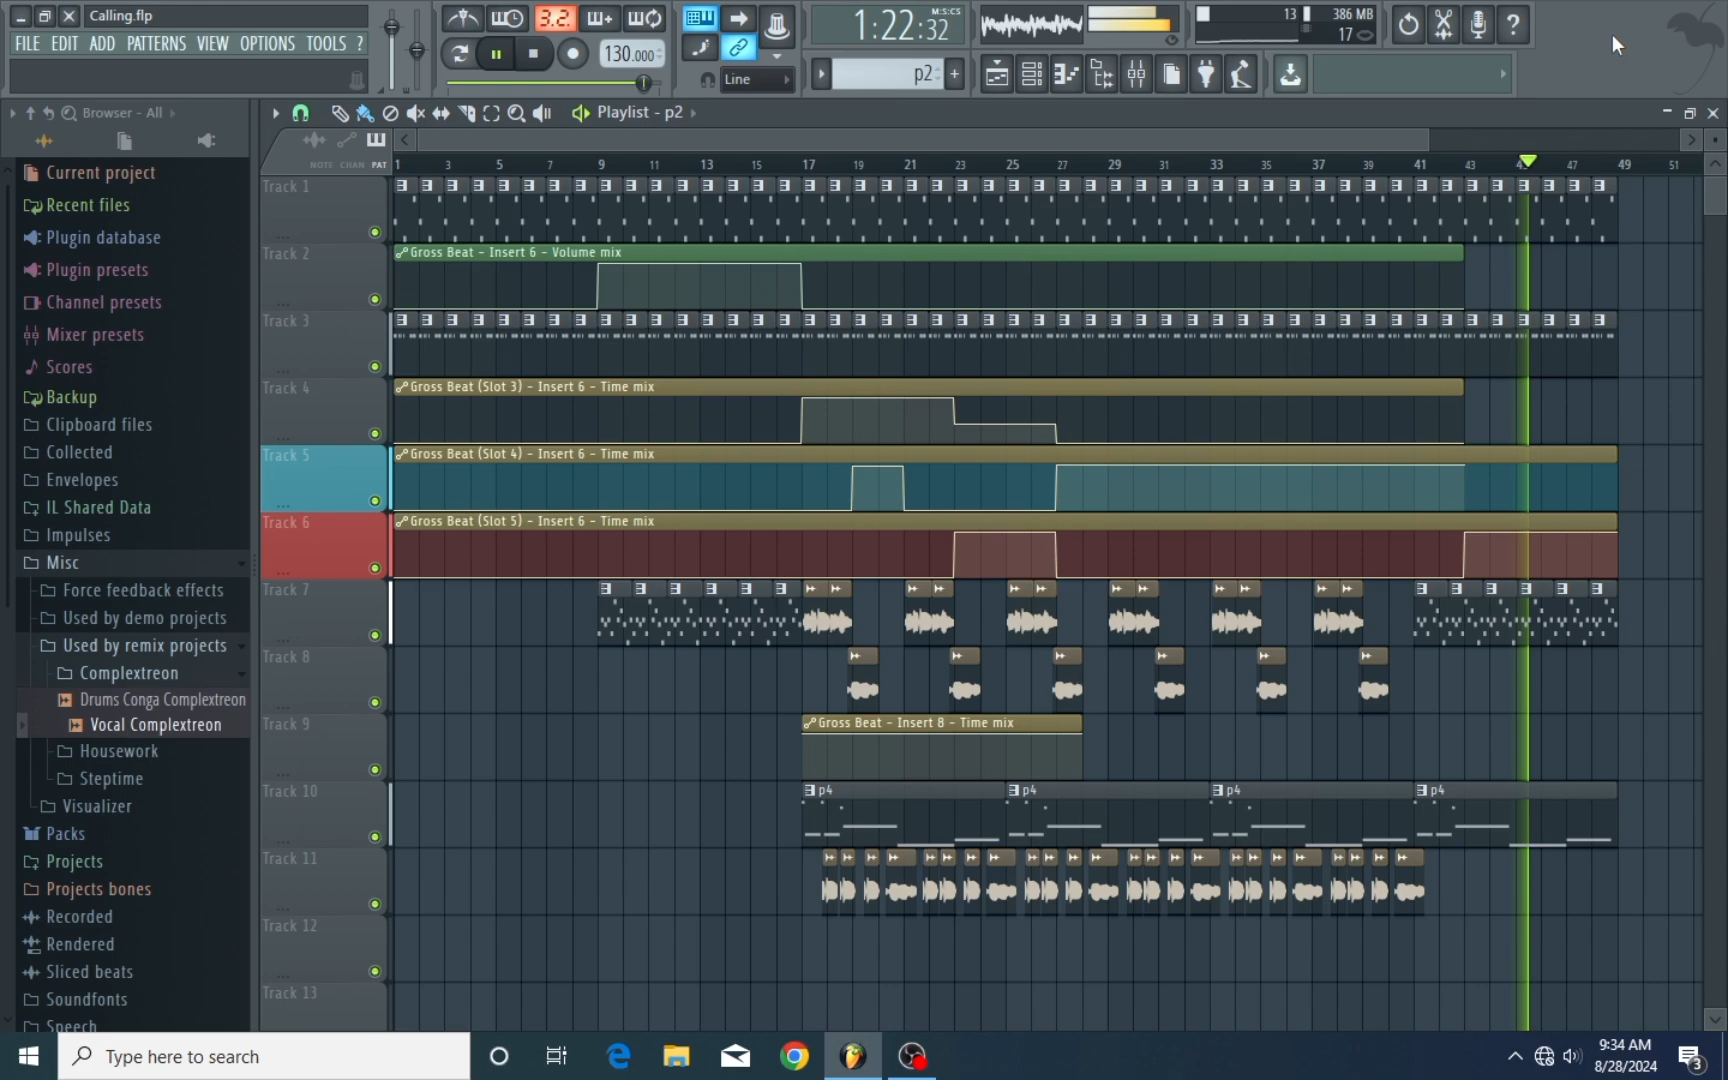 Calling.flp
FILE EDIT ADD PATTERNS VIEW OPTIONS TOOLS ?
3.2.
130.000
Line
M:S:CS
1:22:32
p2
13
386 MB
17
?
Browser - All
Playlist - p2
NOTE CHAN PAT
1 3 5 7 9 11 13 15 17 19 21 23 25 27 29 31 33 35 37 39 41 43 47 49 51
Current project
Recent files
Plugin database
Plugin presets
Channel presets
Mixer presets
Scores
Backup
Clipboard files
Collected
Envelopes
IL Shared Data
Impulses
Misc
Force feedback effects
Used by demo projects
Used by remix projects
Complextreon
Drums Conga Complextreon
Vocal Complextreon
Housework
Steptime
Visualizer
Packs
Projects
Projects bones
Recorded
Rendered
Sliced beats
Soundfonts
Speech
Track 1
Track 2
Gross Beat - Insert 6 - Volume mix
Track 3
Track 4
Gross Beat (Slot 3) - Insert 6 - Time mix
Track 5
Gross Beat (Slot 4) - Insert 6 - Time mix
Track 6
Gross Beat (Slot 5) - Insert 6 - Time mix
Track 7
Track 8
Track 9
Gross Beat - Insert 8 - Time mix
Track 10
p4 p4 p4 p4
Track 11
Track 12
Track 13
Type here to search
9:34 AM
8/28/2024
3